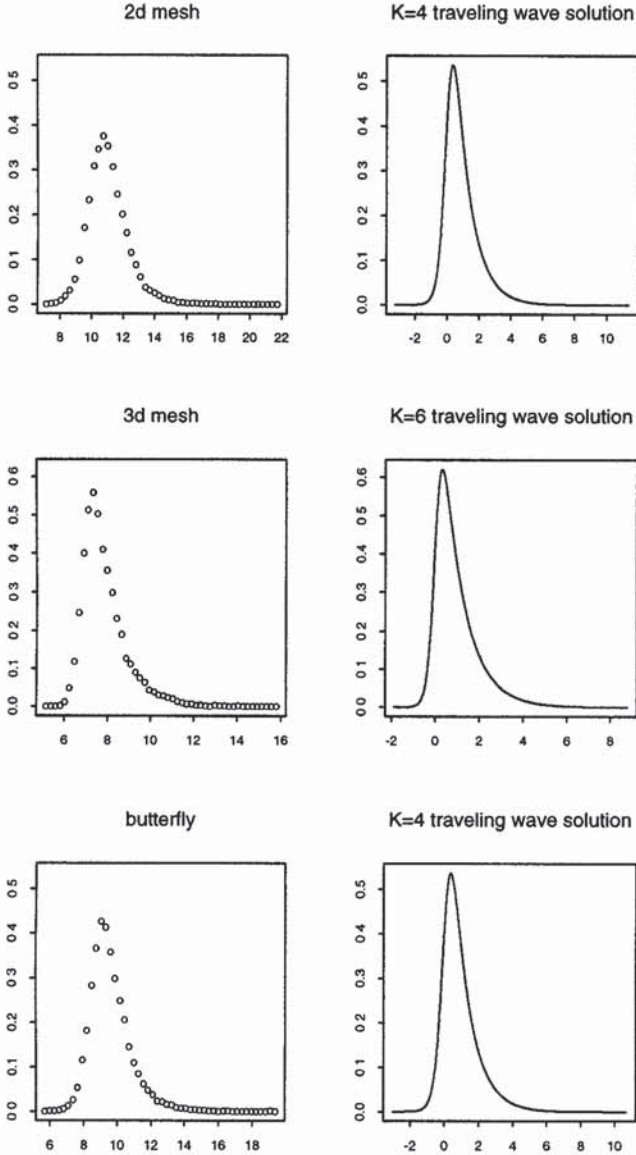 2d mesh
K=4 traveling wave solution
0.0 0.1 0.2 0.3 0.4 0.5
8 10 12 14 16 18 20 22
0.0 0.1 0.2 0.3 0.4 0.5
-2 0 2 4 6 8 10
3d mesh
K=6 traveling wave solution
0.0 0.1 0.2 0.3 0.4 0.5 0.6
6 8 10 12 14 16
0.0 0.1 0.2 0.3 0.4 0.5 0.6
-2 0 2 4 6 8
butterfly
K=4 traveling wave solution
0.0 0.1 0.2 0.3 0.4 0.5
6 8 10 12 14 16 18
0.0 0.1 0.2 0.3 0.4 0.5
-2 0 2 4 6 8 10